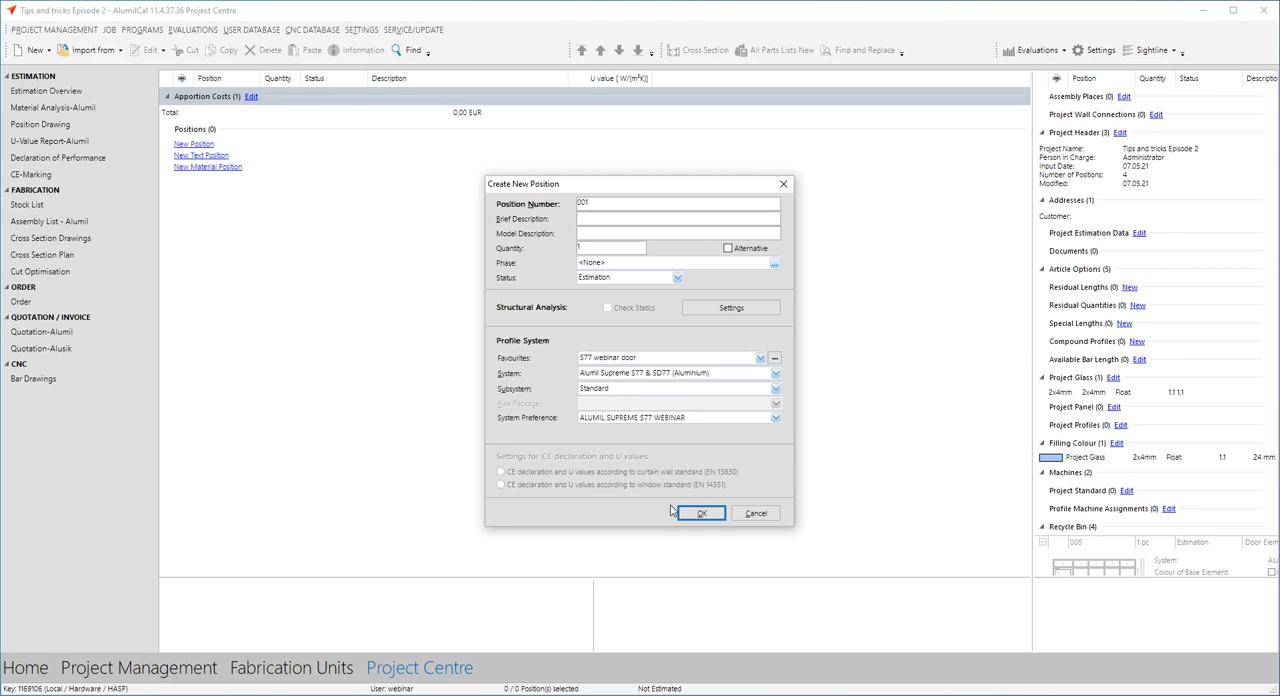 Tips and tricks Episode 2 - AlumilCal 11.4.37.36 Project Centre
PROJECT MANAGEMENT JOB PROGRAMS EVALUATIONS USER DATABASE CNC DATABASE SETTINGS SERVICE/UPDATE
New Import from Edit Cut Copy Delete Paste Information Find Cross Section All Parts Lists New Find and Replace Evaluations Settings Sightline
ESTIMATION
Estimation Overview
Material Analysis-Alumil
Position Drawing
U-Value Report-Alumil
Declaration of Performance
CE-Marking
FABRICATION
Stock List
Assembly List - Alumil
Cross Section Drawings
Cross Section Plan
Cut Optimisation
ORDER
Order
QUOTATION / INVOICE
Quotation-Alumil
Quotation-Alusik
CNC
Bar Drawings
Position Quantity Status Description U value [ W/(m²K)]
Apportion Costs (1) Edit
Total: 0,00 EUR
Positions (0)
New Position
New Text Position
New Material Position
Create New Position
Position Number: 001
Brief Description:
Model Description:
Quantity: 1 Alternative
Phase: <None>
Status: Estimation
Structural Analysis: Check Statics Settings
Profile System
Favourites: S77 webinar door
System: Alumil Supreme S77 & SD77 (Aluminium)
Subsystem: Standard
Rule Package:
System Preference: ALUMIL SUPREME S77 WEBINAR
Settings for CE declaration and U values
CE declaration and U values according to curtain wall standard (EN 13830)
CE declaration and U values according to window standard (EN 14351)
OK Cancel
Position Quantity Status Descriptio
Assembly Places (0) Edit
Project Wall Connections (0) Edit
Project Header (3) Edit
Project Name: Tips and tricks Episode 2
Person in Charge: Administrator
Input Date: 07.05.21
Number of Positions: 4
Modified: 07.05.21
Addresses (1)
Customer:
Project Estimation Data Edit
Documents (0)
Article Options (5)
Residual Lengths (0) New
Residual Quantities (0) New
Special Lengths (0) New
Compound Profiles (0) New
Available Bar Length (0) Edit
Project Glass (1) Edit
2x4mm 2x4mm Float 1.1 1,1
Project Panel (0) Edit
Project Profiles (0) Edit
Filling Colour (1) Edit
Project Glass 2x4mm Float 1.1 24 mm
Machines (2)
Project Standard (0) Edit
Profile Machine Assignments (0) Edit
Recycle Bin (4)
005 1 pc Estimation Door Elem
System: Alu
Colour of Base Element:
Home Project Management Fabrication Units Project Centre
Key: 1169106 (Local / Hardware / HASP) User: webinar 0 / 0 Position(s) selected Not Estimated